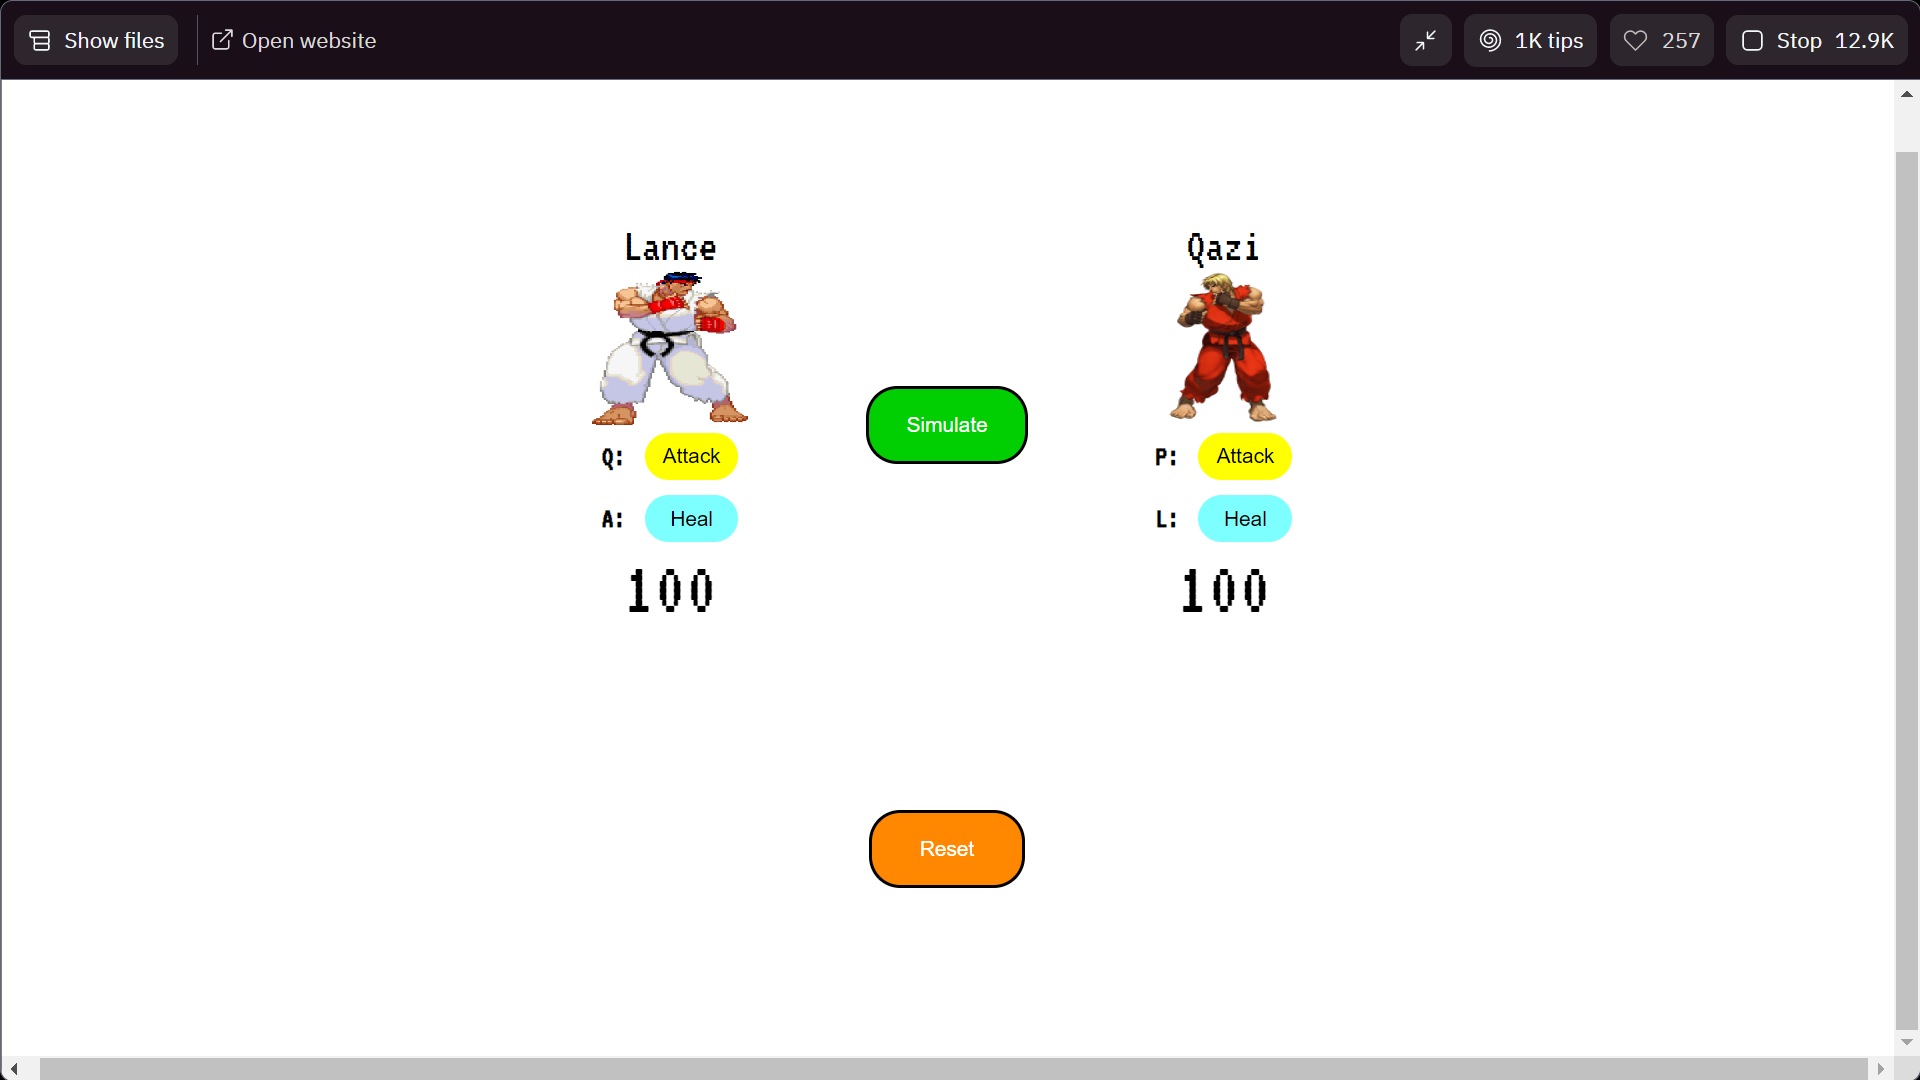 Show files
Open website
1K tips
257
Stop 12.9K
Lance
Qazi
Simulate
Q: Attack
P: Attack
A: Heal
L: Heal
100
100
Reset